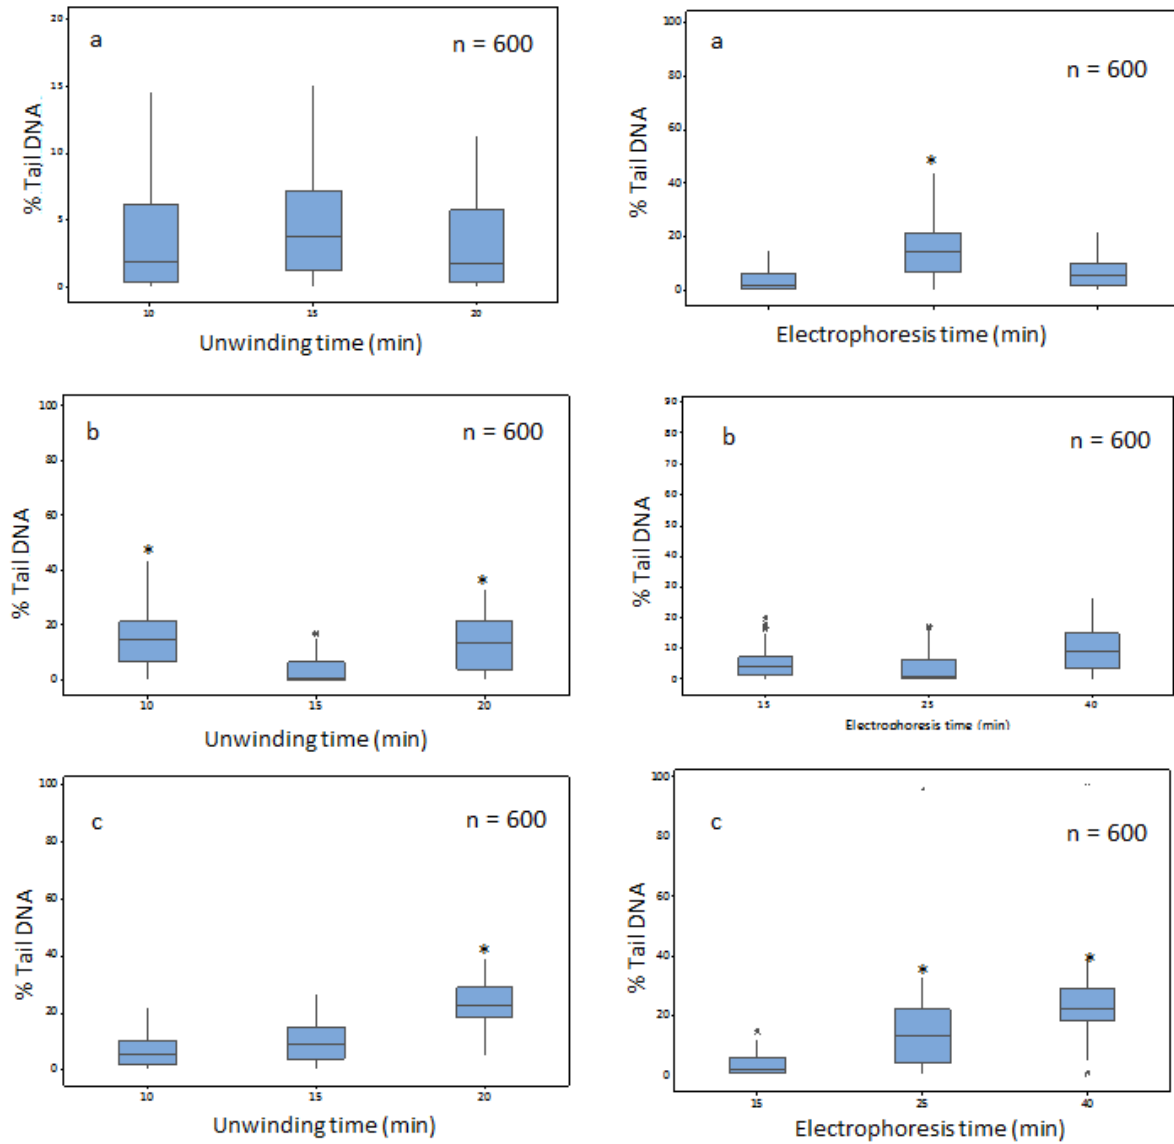 a
n = 600
% Tail DNA
20
15
10
5
0
10 15 20
Unwinding time (min)
a
n = 600
% Tail DNA
100
80
60
40
20
0
*
Electrophoresis time (min)
b
n = 600
% Tail DNA
100
80
60
40
20
0
* * *
10 15 20
Unwinding time (min)
b
n = 600
% Tail DNA
90
80
70
60
50
40
30
20
10
0
15 25 40
Electrophoresis time (min)
c
n = 600
% Tail DNA
100
80
60
40
20
0
*
10 15 20
Unwinding time (min)
c
n = 600
% Tail DNA
100
80
60
40
20
0
* *
15 25 40
Electrophoresis time (min)